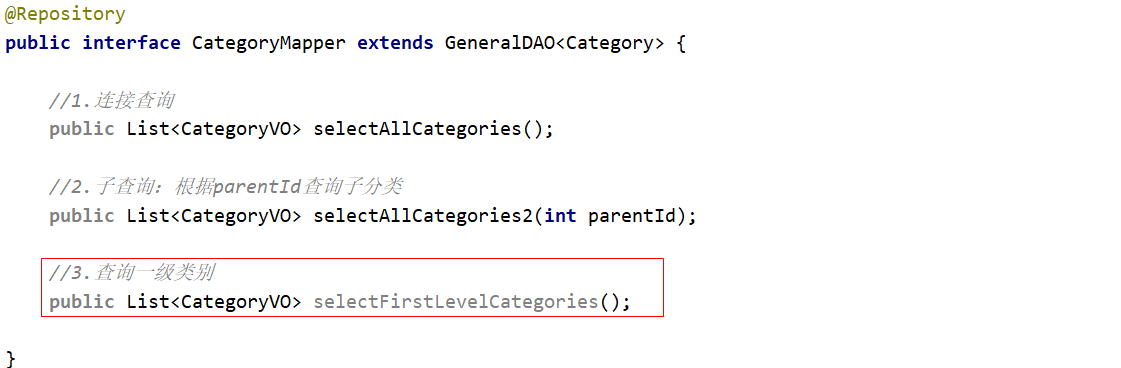 @Repository
public interface CategoryMapper extends GeneralDAO<Category> {
//1.连接查询
public List<CategoryVO> selectAllCategories();
//2.子查询：根据parentId查询子分类
public List<CategoryVO> selectAllCategories2(int parentId);
//3.查询一级类别
public List<CategoryVO> selectFirstLevelCategories();
}